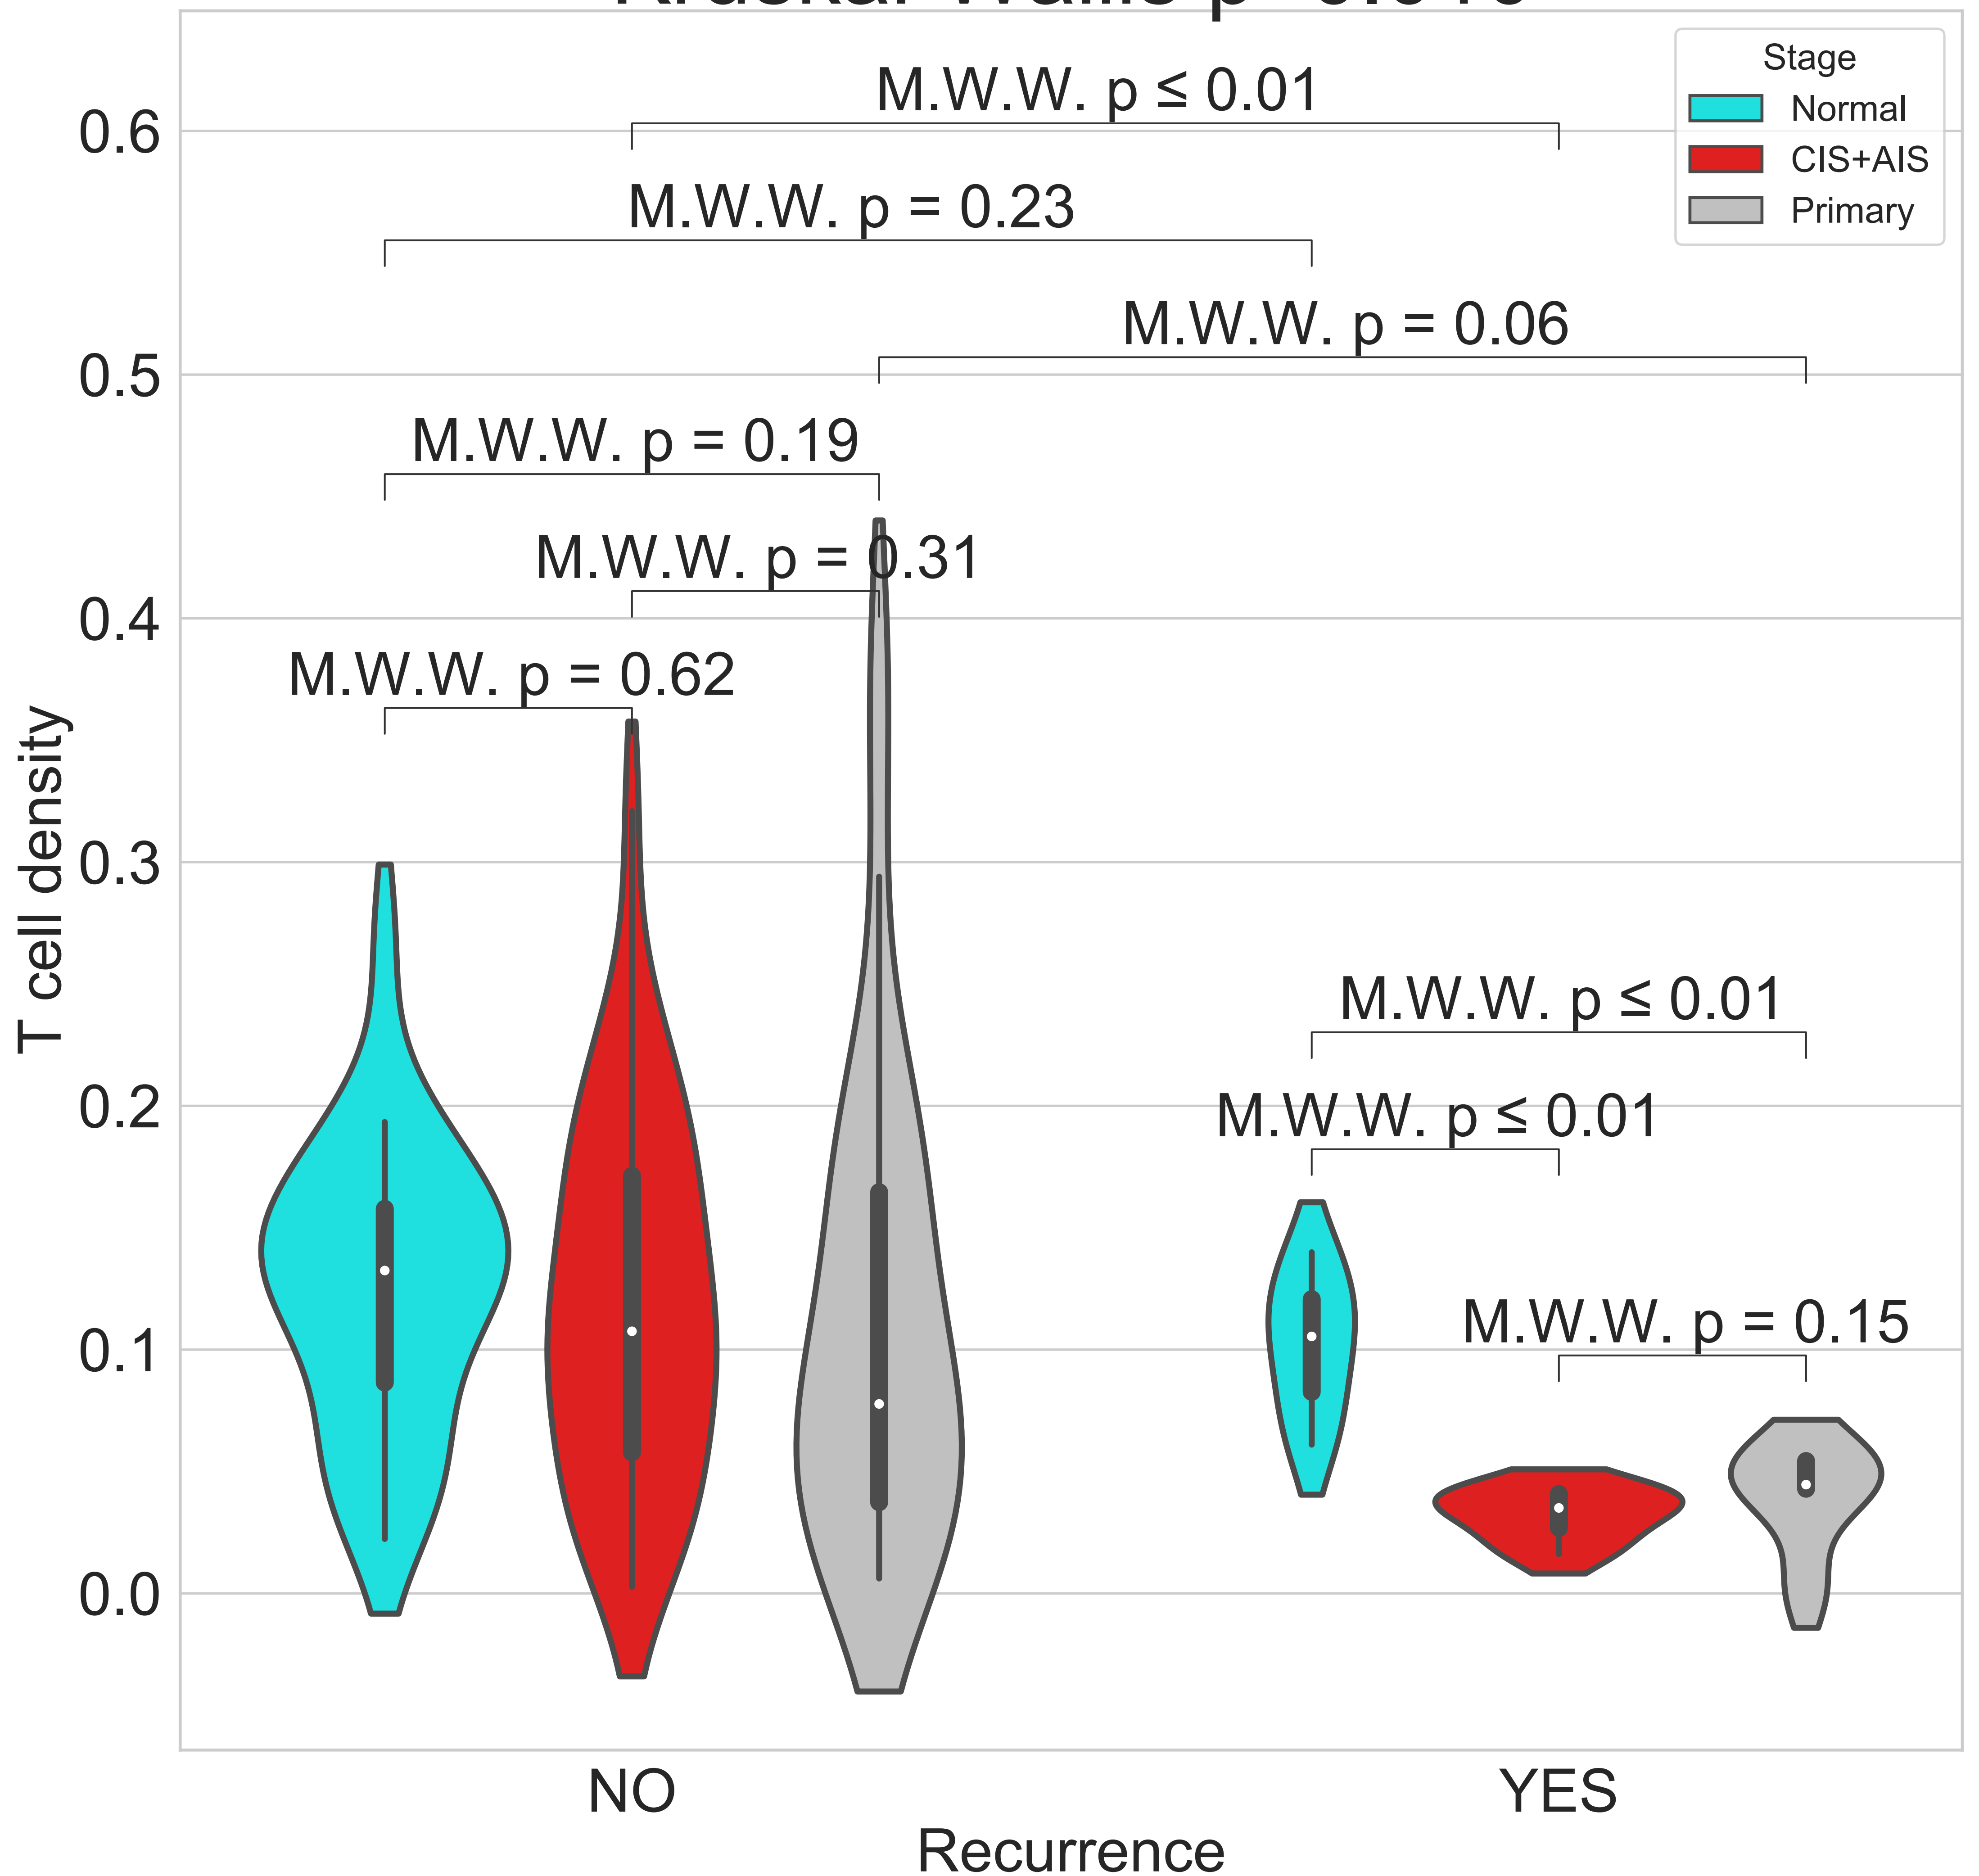 M.W.W. p ≤ 0.01
Stage
Normal
CIS+AIS
Primary
0.6
M.W.W. p = 0.23
M.W.W. p = 0.06
0.5
M.W.W. p = 0.19
M.W.W. p = 0.31
0.4
M.W.W. p = 0.62
T cell density
0.3
M.W.W. p ≤ 0.01
0.2
M.W.W. p ≤ 0.01
M.W.W. p = 0.15
0.1
0.0
NO
YES
Recurrence